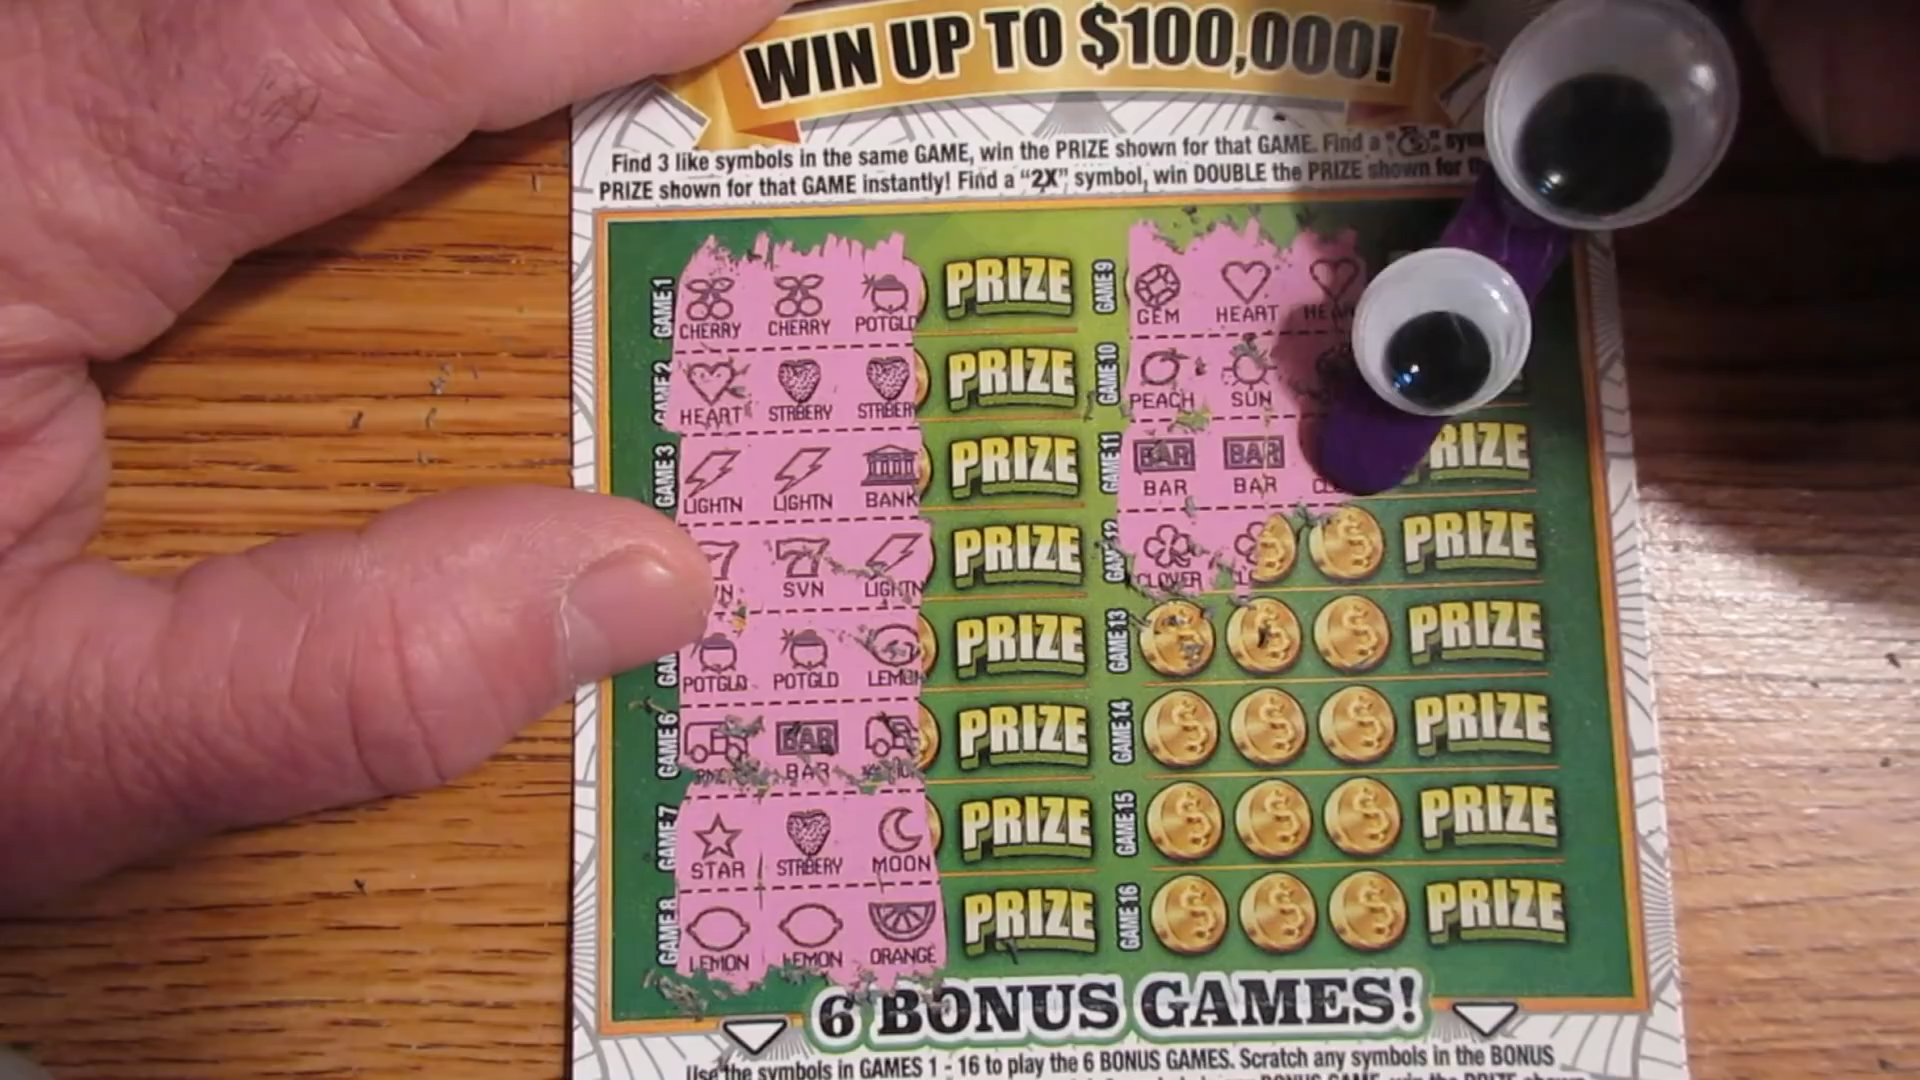 WIN UP TO $100,000!
Find 3 like symbols in the same GAME, win the PRIZE shown for that GAME. Find a " "
PRIZE shown for that GAME instantly! Find a "2X" symbol, win DOUBLE the PRIZE shown for
GAME 1 CHERRY CHERRY POTGLD PRIZE
GAME 2 HEART STRBERY STRBERY PRIZE
GAME 3 LIGHTN LIGHTN BANK PRIZE
SVN LIGHTN PRIZE
POTGLD POTGLD LEMON PRIZE
GAME 6 BAR BAR PRIZE
GAME 7 STAR STRBERY MOON PRIZE
GAME 8 LEMON LEMON ORANGE PRIZE
GAME 9 GEM HEART
GAME 10 PEACH SUN
GAME 11 BAR BAR BAR BAR PRIZE
CLOVER PRIZE
GAME 13 PRIZE
GAME 14 PRIZE
GAME 15 PRIZE
GAME 16 PRIZE
6 BONUS GAMES!
Use the symbols in GAMES 1 - 16 to play the 6 BONUS GAMES. Scratch any symbols in the BONUS